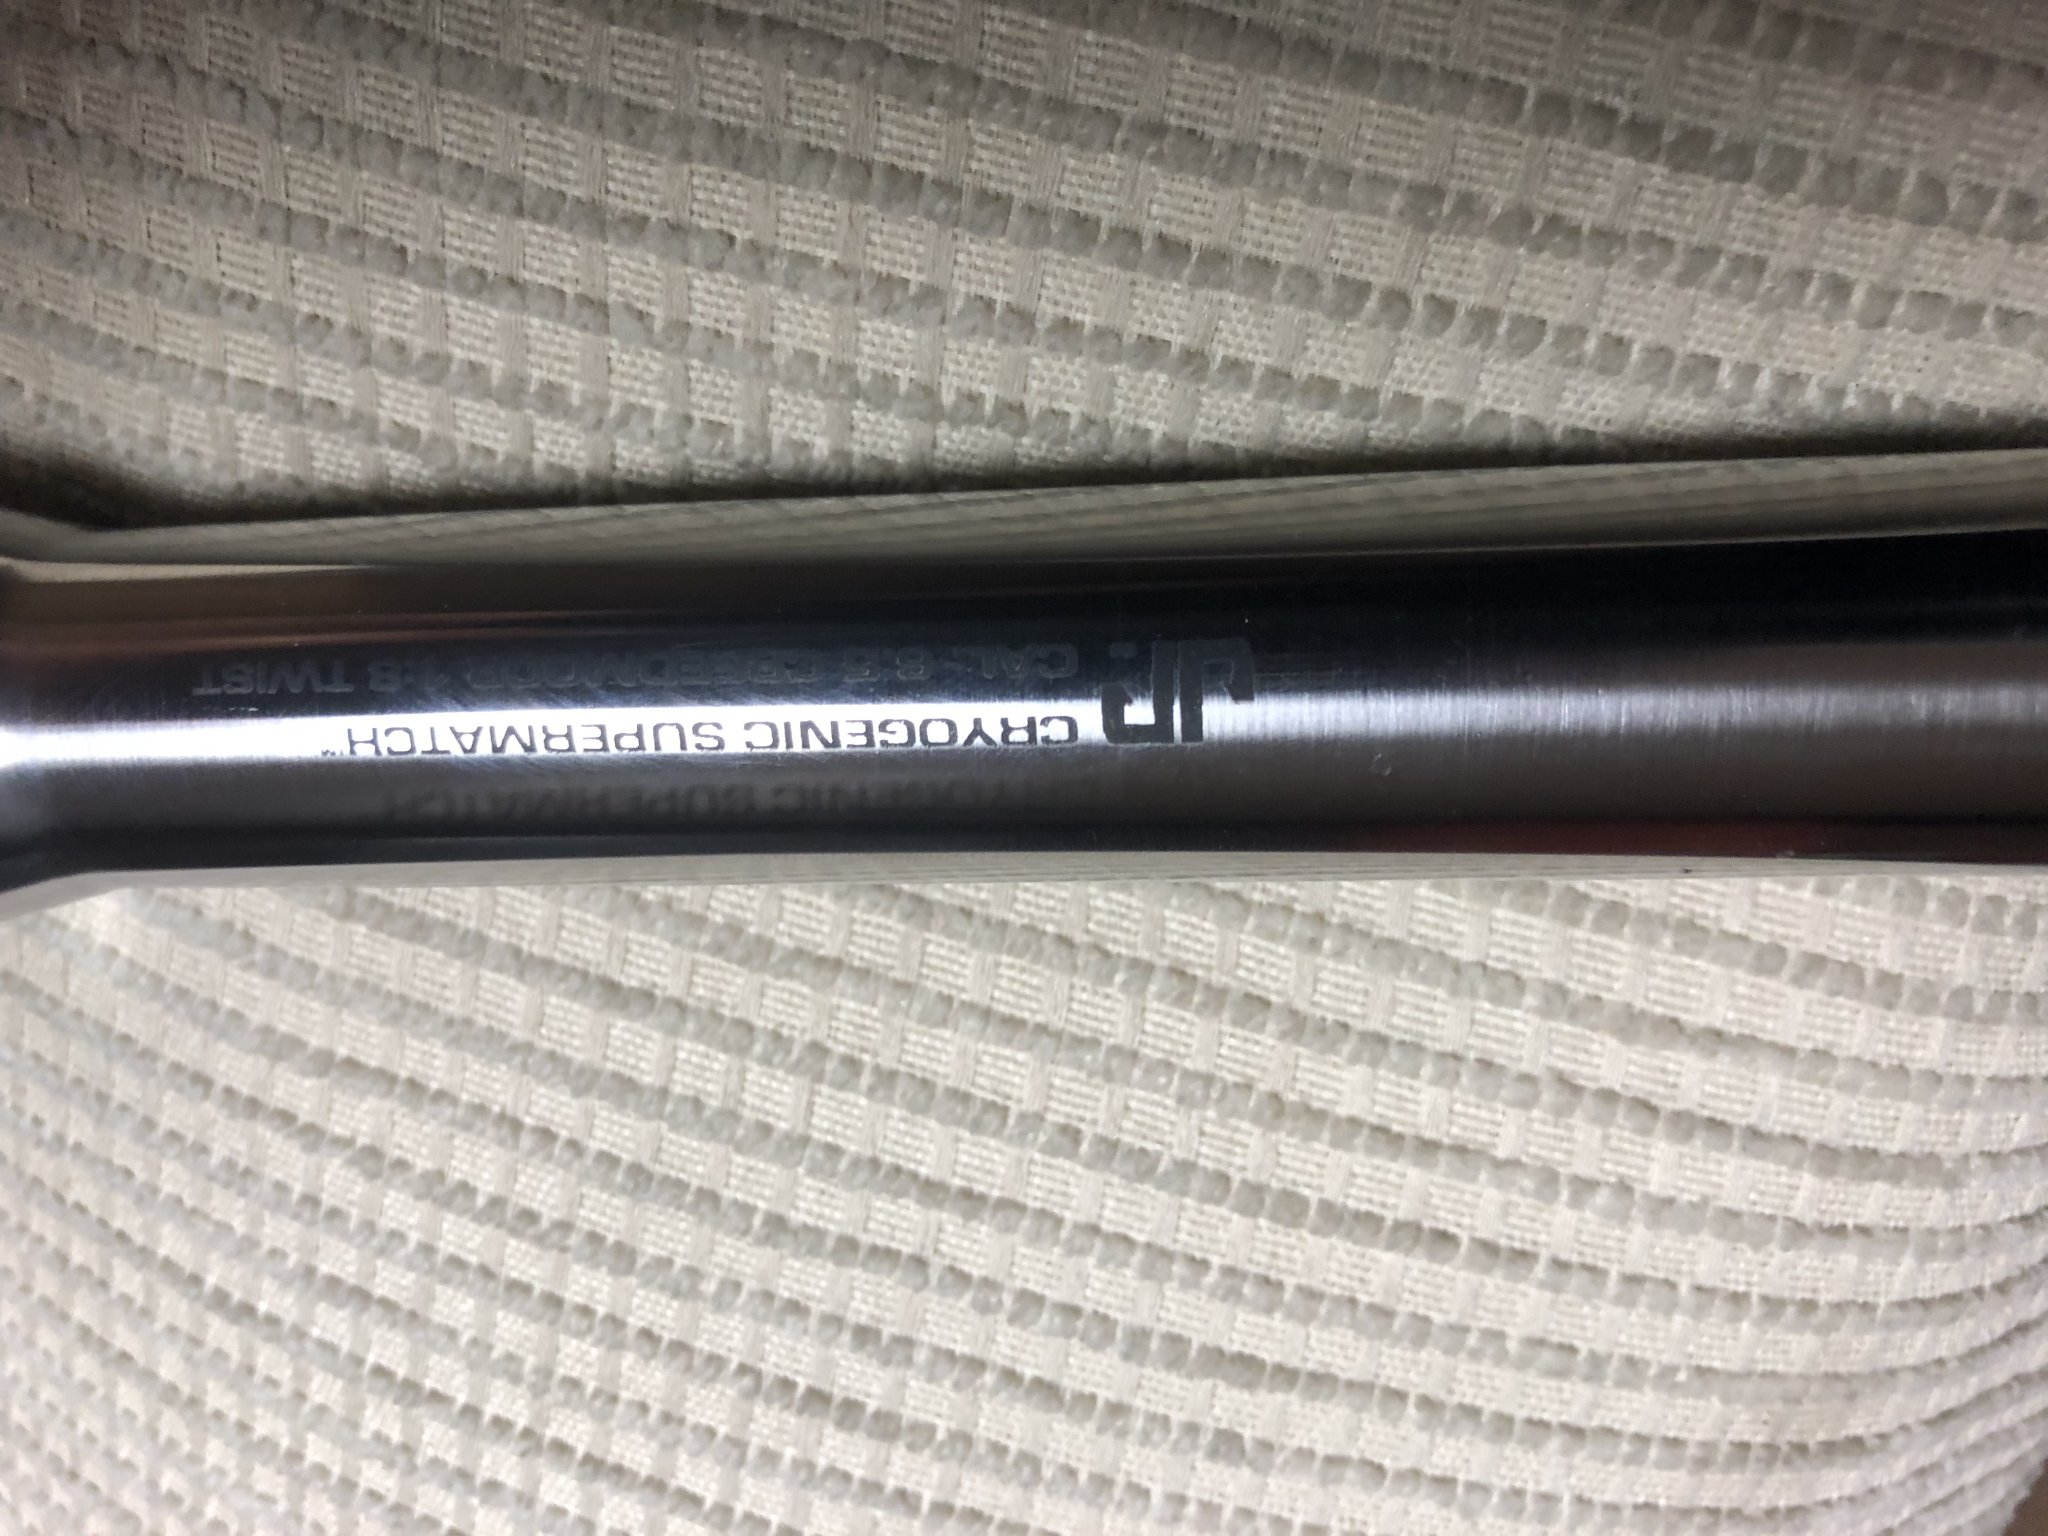 JP
CRYOGENIC SUPERMATCH™
CAL: 6.5 CREEDMOOR 1:8 TWIST